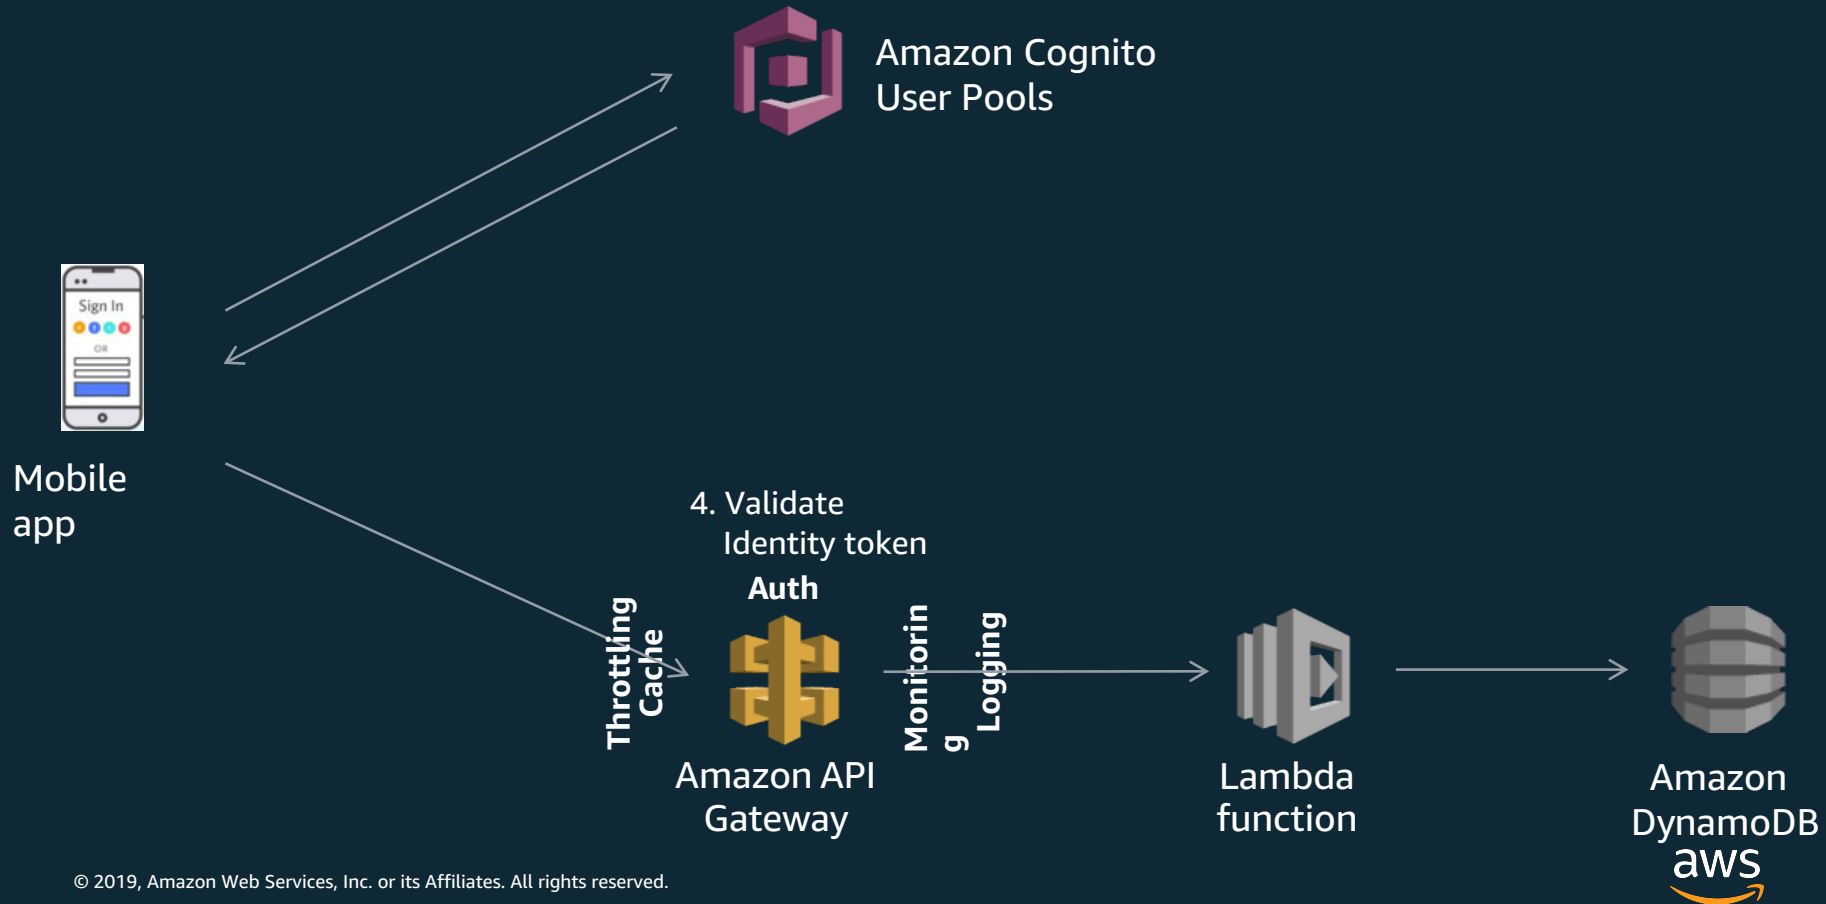 Amazon Cognito
User Pools
Sign In
OR
Mobile
app
4. Validate
Identity token
Auth
Throttling
Cache
Monitorin
g
Logging
Amazon API
Gateway
Lambda
function
Amazon
DynamoDB
aws
© 2019, Amazon Web Services, Inc. or its Affiliates. All rights reserved.